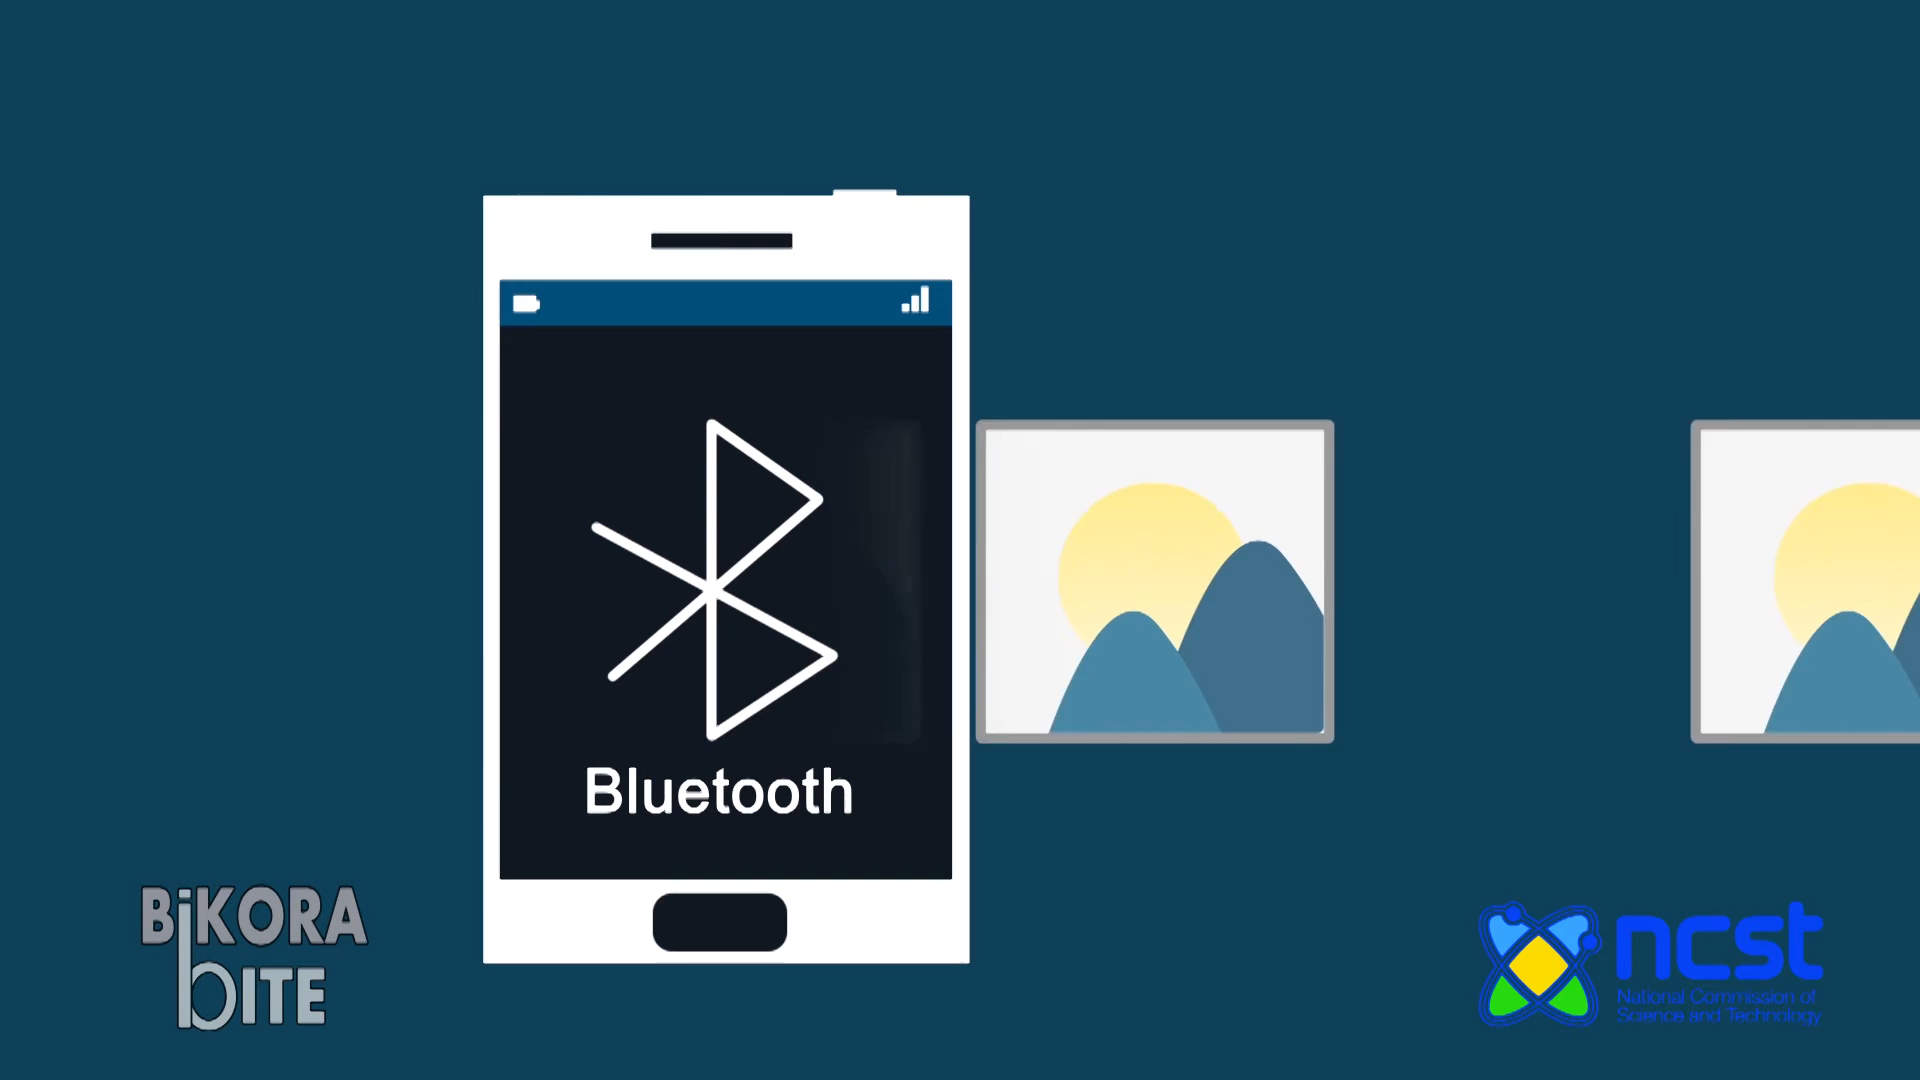 Bluetooth
BiKORA
bITE
ncst
National Commission of
Science and Technology